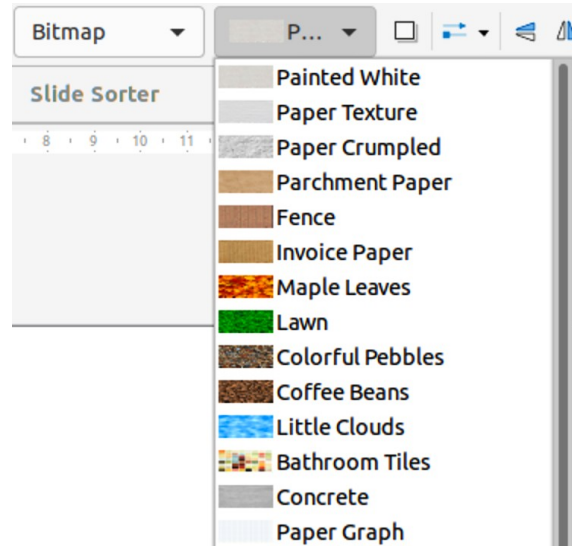 Bitmap P...
Slide Sorter
8 9 10 11
Painted White
Paper Texture
Paper Crumpled
Parchment Paper
Fence
Invoice Paper
Maple Leaves
Lawn
Colorful Pebbles
Coffee Beans
Little Clouds
Bathroom Tiles
Concrete
Paper Graph